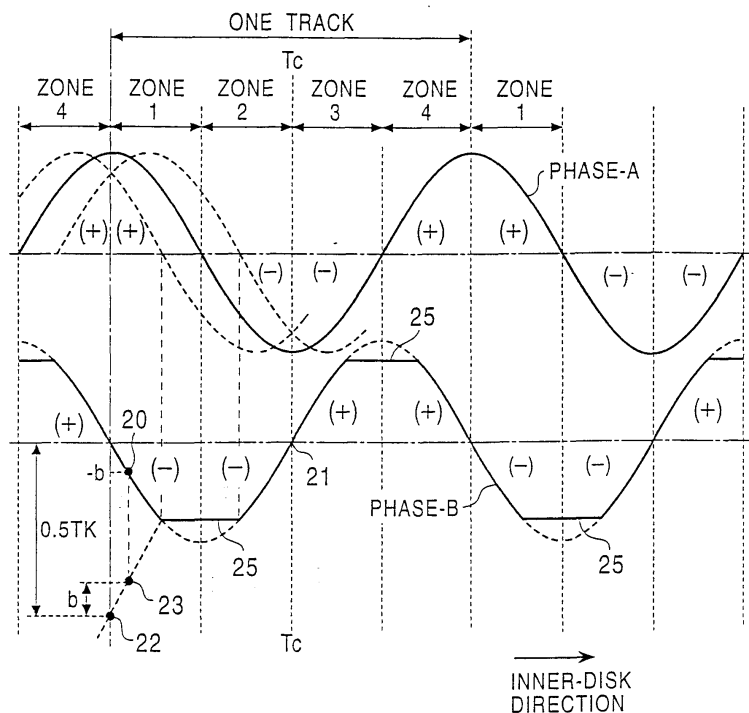 ONE TRACK
Tc
ZONE 4
ZONE 1
ZONE 2
ZONE 3
ZONE 4
ZONE 1
PHASE-A
(+)
(+)
(-)
(-)
(+)
(+)
(-)
(-)
25
(+)
20
-b
(-)
(-)
21
(+)
(+)
(-)
(-)
(+)
PHASE-B
0.5TK
25
25
b
23
22
Tc
INNER-DISK
DIRECTION